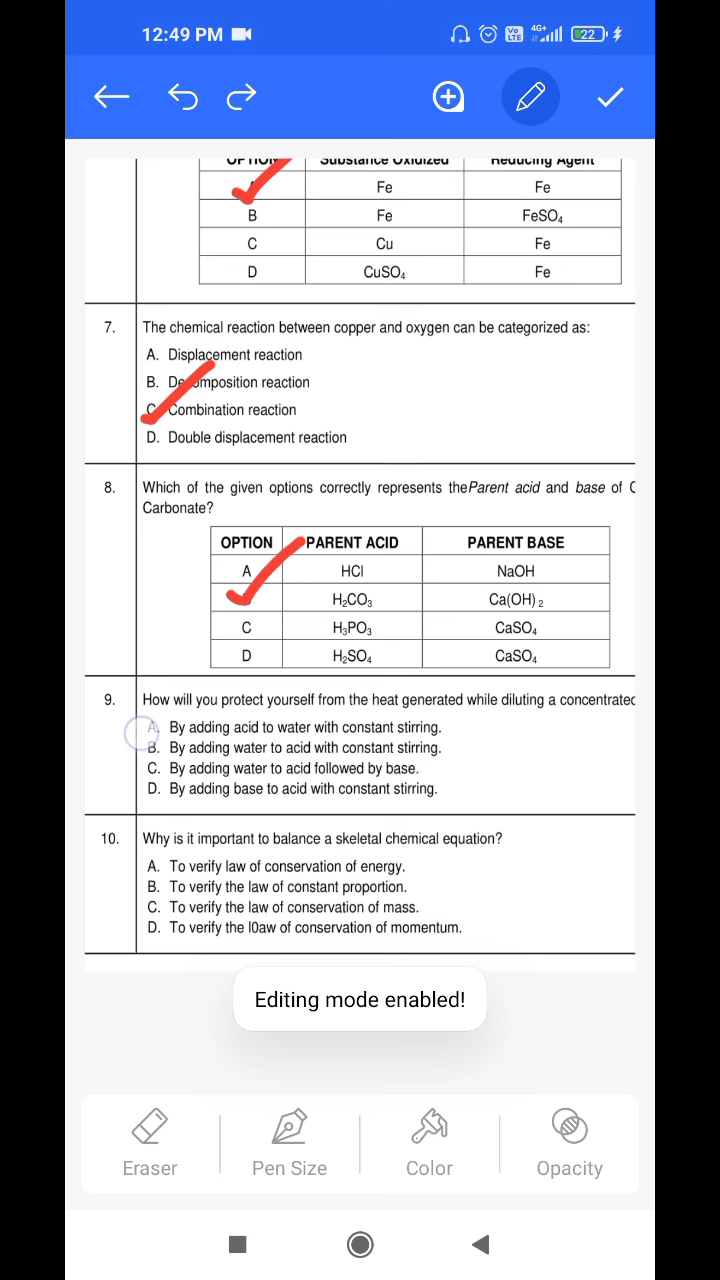 12:49 PM
Vo LTE 4G+ 22
OPTION Substance Oxidized Reducing Agent
Fe Fe
B Fe FeSO₄
C Cu Fe
D CuSO₄ Fe
7. The chemical reaction between copper and oxygen can be categorized as:
A. Displacement reaction
B. Decomposition reaction
C. Combination reaction
D. Double displacement reaction
8. Which of the given options correctly represents theParent acid and base of C
Carbonate?
OPTION PARENT ACID PARENT BASE
A HCl NaOH
H₂CO₃ Ca(OH) ₂
C H₃PO₃ CaSO₄
D H₂SO₄ CaSO₄
9. How will you protect yourself from the heat generated while diluting a concentrated
A. By adding acid to water with constant stirring.
B. By adding water to acid with constant stirring.
C. By adding water to acid followed by base.
D. By adding base to acid with constant stirring.
10. Why is it important to balance a skeletal chemical equation?
A. To verify law of conservation of energy.
B. To verify the law of constant proportion.
C. To verify the law of conservation of mass.
D. To verify the l0aw of conservation of momentum.
Editing mode enabled!
Eraser Pen Size Color Opacity